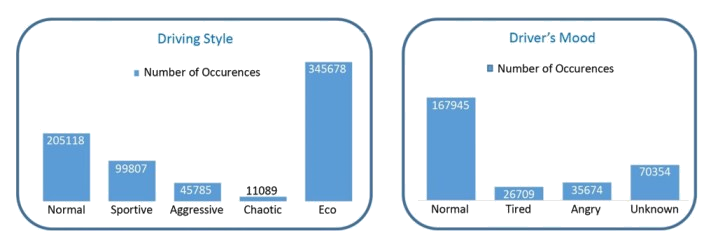 Driving Style
Number of Occurences
345678
205118
99807
45785
11089
Normal Sportive Aggressive Chaotic Eco
Driver's Mood
Number of Occurences
167945
70354
35674
26709
Normal Tired Angry Unknown